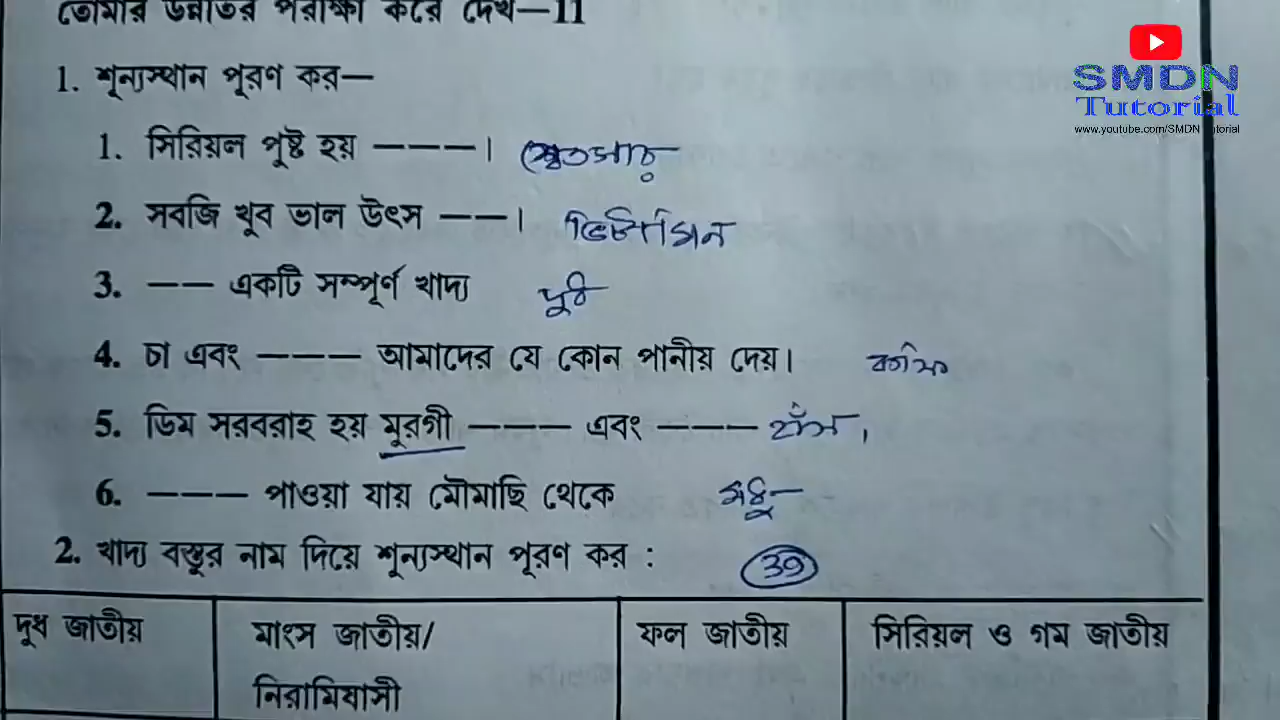 তোমার উন্নতির পরীক্ষা করে দেখ—11
SMDN
Tutorial
www.youtube.com/SMDN Tutorial
1. শূন্যস্থান পূরণ কর—
1. সিরিয়ল পুষ্ট হয় ———। শ্বেতসার
2. সবজি খুব ভাল উৎস ——। ভিটামিন
3. —— একটি সম্পূর্ণ খাদ্য দুধ
4. চা এবং ——— আমাদের যে কোন পানীয় দেয়। কফি
5. ডিম সরবরাহ হয় মুরগী ——— এবং ——— হাঁস।
6. ——— পাওয়া যায় মৌমাছি থেকে মধু
2. খাদ্য বস্তুর নাম দিয়ে শূন্যস্থান পূরণ কর : 39
দুধ জাতীয় মাংস জাতীয়/ ফল জাতীয় সিরিয়ল ও গম জাতীয়
নিরামিষাসী